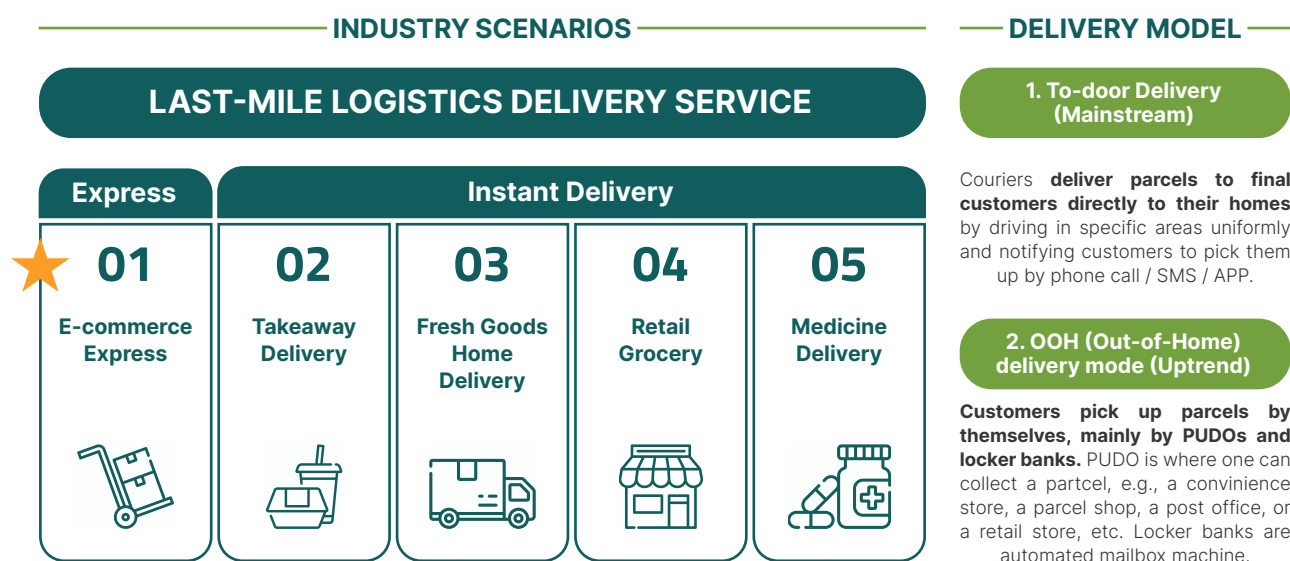 INDUSTRY SCENARIOS
LAST-MILE LOGISTICS DELIVERY SERVICE
Express
Instant Delivery
01
E-commerce
Express
02
Takeaway
Delivery
03
Fresh Goods
Home
Delivery
04
Retail
Grocery
05
Medicine
Delivery
DELIVERY MODEL
1. To-door Delivery
(Mainstream)
Couriers deliver parcels to final
customers directly to their homes
by driving in specific areas uniformly
and notifying customers to pick them
up by phone call / SMS / APP.
2. OOH (Out-of-Home)
delivery mode (Uptrend)
Customers pick up parcels by
themselves, mainly by PUDOs and
locker banks. PUDO is where one can
collect a partcel, e.g., a convinience
store, a parcel shop, a post office, or
a retail store, etc. Locker banks are
automated mailbox machine.